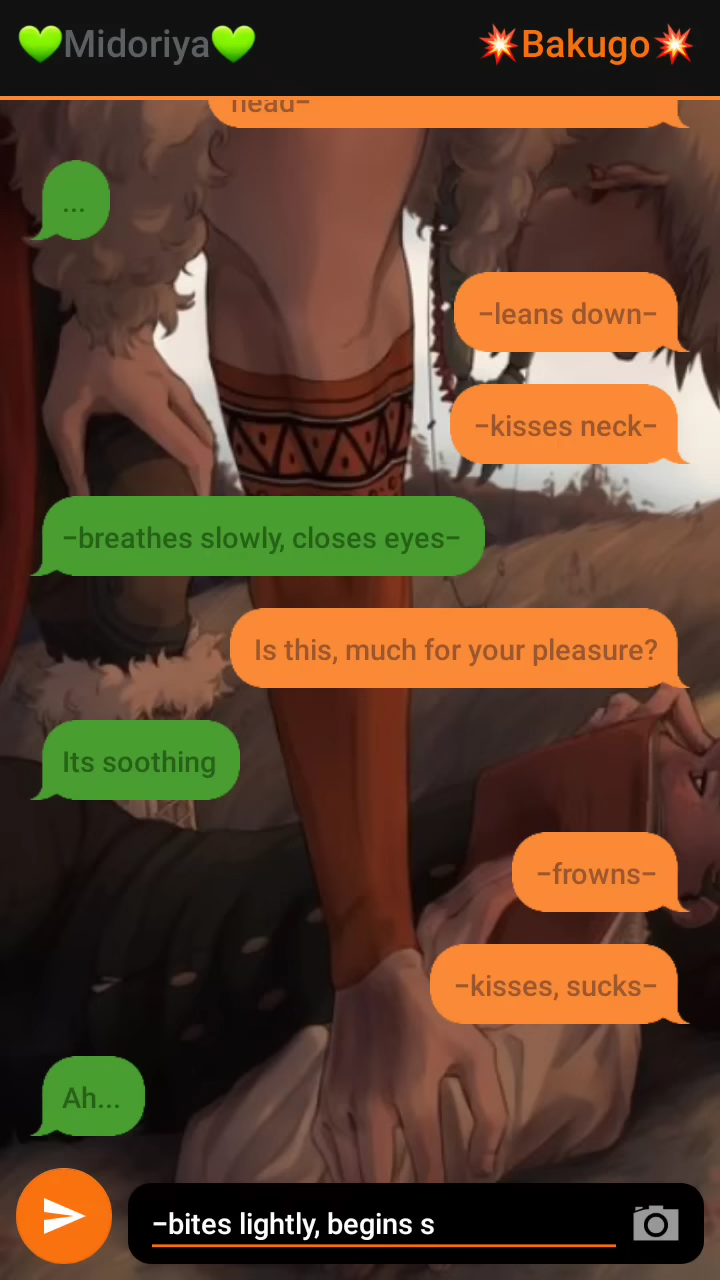 💚Midoriya💚 💥Bakugo💥
head–
...
–leans down–
–kisses neck–
–breathes slowly, closes eyes–
Is this, much for your pleasure?
Its soothing
–frowns–
–kisses, sucks–
Ah...
–bites lightly, begins s